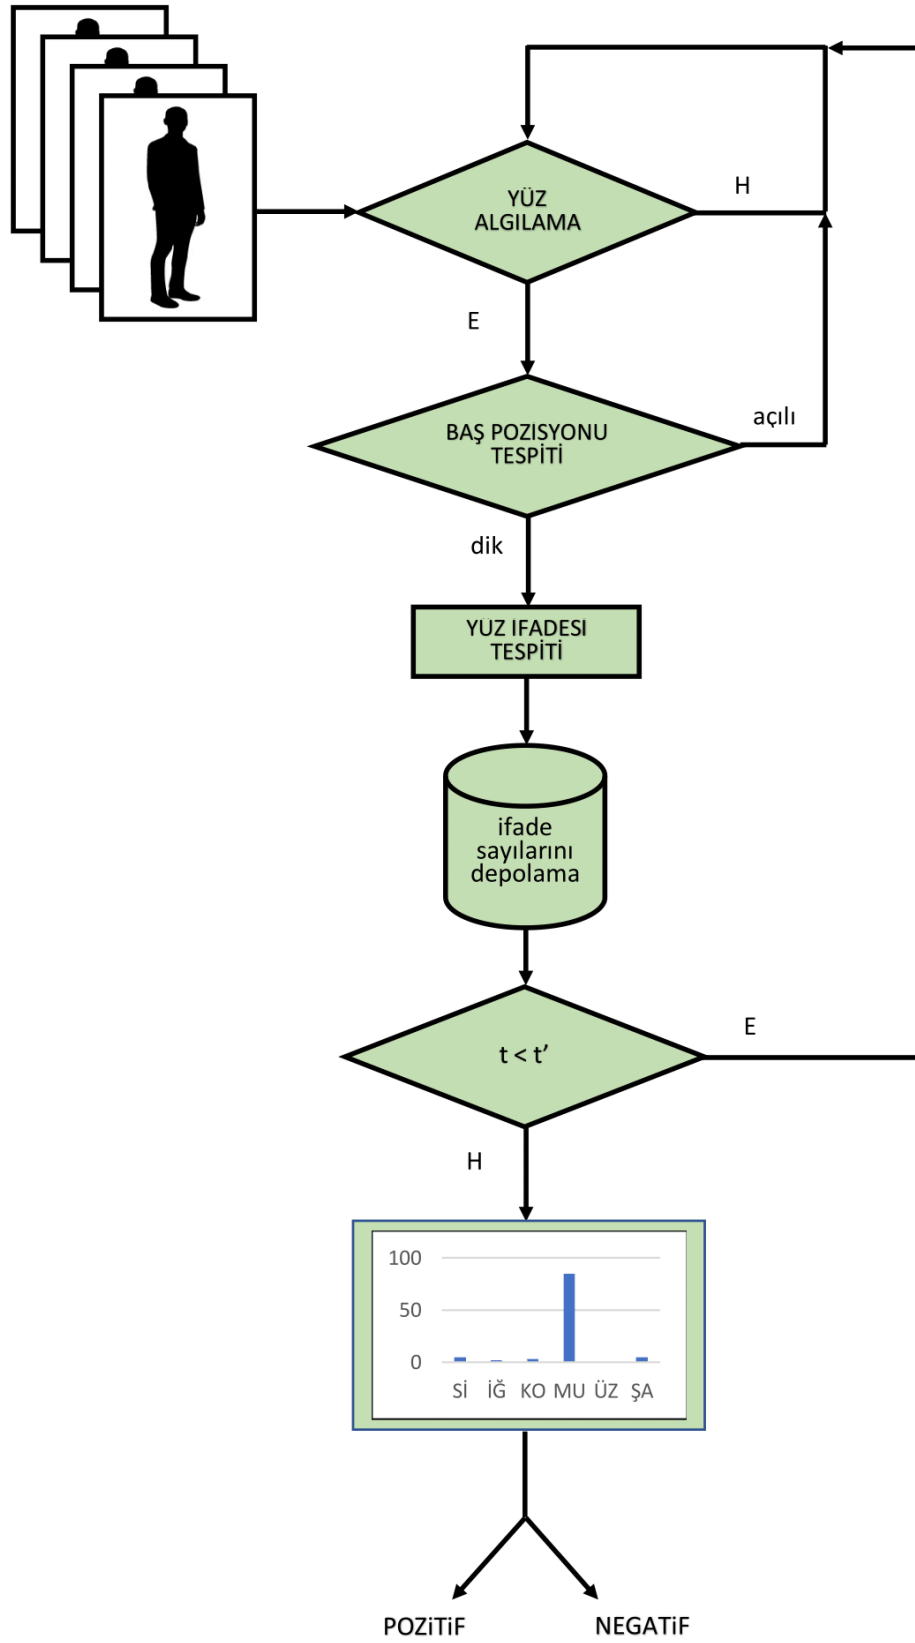 YÜZ
ALGILAMA
H
E
BAŞ POZISYONU
TESPİTİ
açılı
dik
YÜZ IFADESI
TESPİTİ
ifade
sayılarını
depolama
t < t’
E
H
100
50
0
Sİ İĞ KO MU ÜZ ŞA
POZiTiF NEGATiF